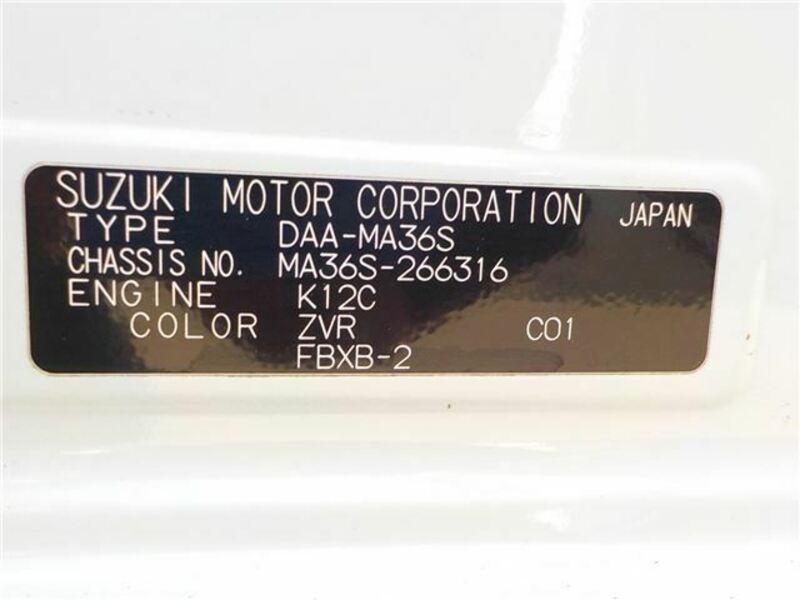 SUZUKI MOTOR CORPORATION JAPAN
TYPE DAA-MA36S
CHASSIS NO. MA36S-266316
ENGINE K12C
COLOR ZVR C01
FBXB-2